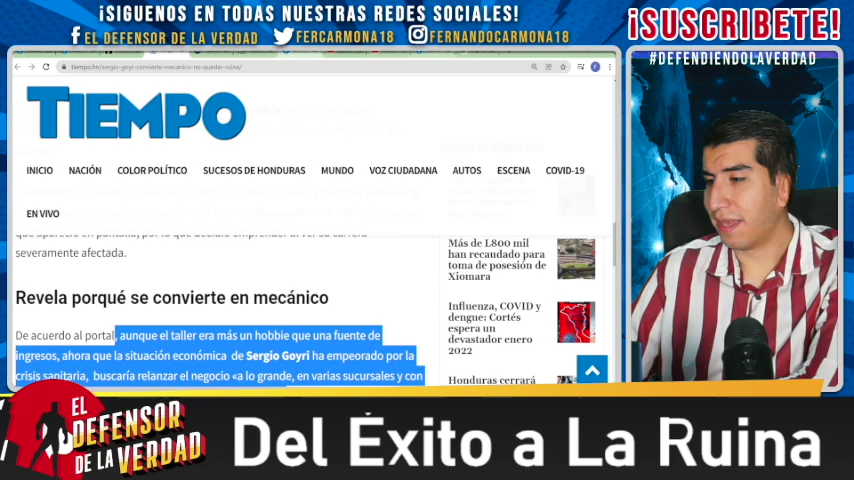 ¡SIGUENOS EN TODAS NUESTRAS REDES SOCIALES!
EL DEFENSOR DE LA VERDAD FERCARMONA18 FERNANDOCARMONA18
¡SUSCRIBETE!
#DEFENDIENDOLAVERDAD
tiempo.hn/sergio-goyri-convierte-mecanico-no-quedar-ruina/
TIEMPO
INICIO NACIÓN COLOR POLÍTICO SUCESOS DE HONDURAS MUNDO VOZ CIUDADANA AUTOS ESCENA COVID-19
EN VIVO
severamente afectada.
Revela porqué se convierte en mecánico
De acuerdo al portal, aunque el taller era más un hobbie que una fuente de
ingresos, ahora que la situación económica de Sergio Goyri ha empeorado por la
crisis sanitaria, buscaría relanzar el negocio «a lo grande, en varias sucursales y con
Más de L800 mil
han recaudado para
toma de posesión de
Xiomara
Influenza, COVID y
dengue: Cortés
espera un
devastador enero
2022
Honduras cerrará
EL
DEFENSOR
DE LA VERDAD
Del Éxito a La Ruina